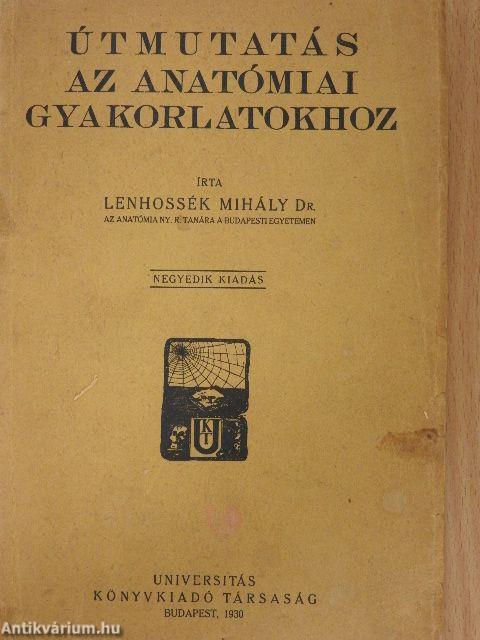 ÚTMUTATÁS
AZ ANATÓMIAI
GYAKORLATOKHOZ
ÍRTA
LENHOSSÉK MIHÁLY DR.
AZ ANATÓMIA NY. R. TANÁRA A BUDAPESTI EGYETEMEN
NEGYEDIK KIADÁS
UKT
UNIVERSITÁS
KÖNYVKIADÓ TÁRSASÁG
BUDAPEST, 1930
Antikvárium.hu